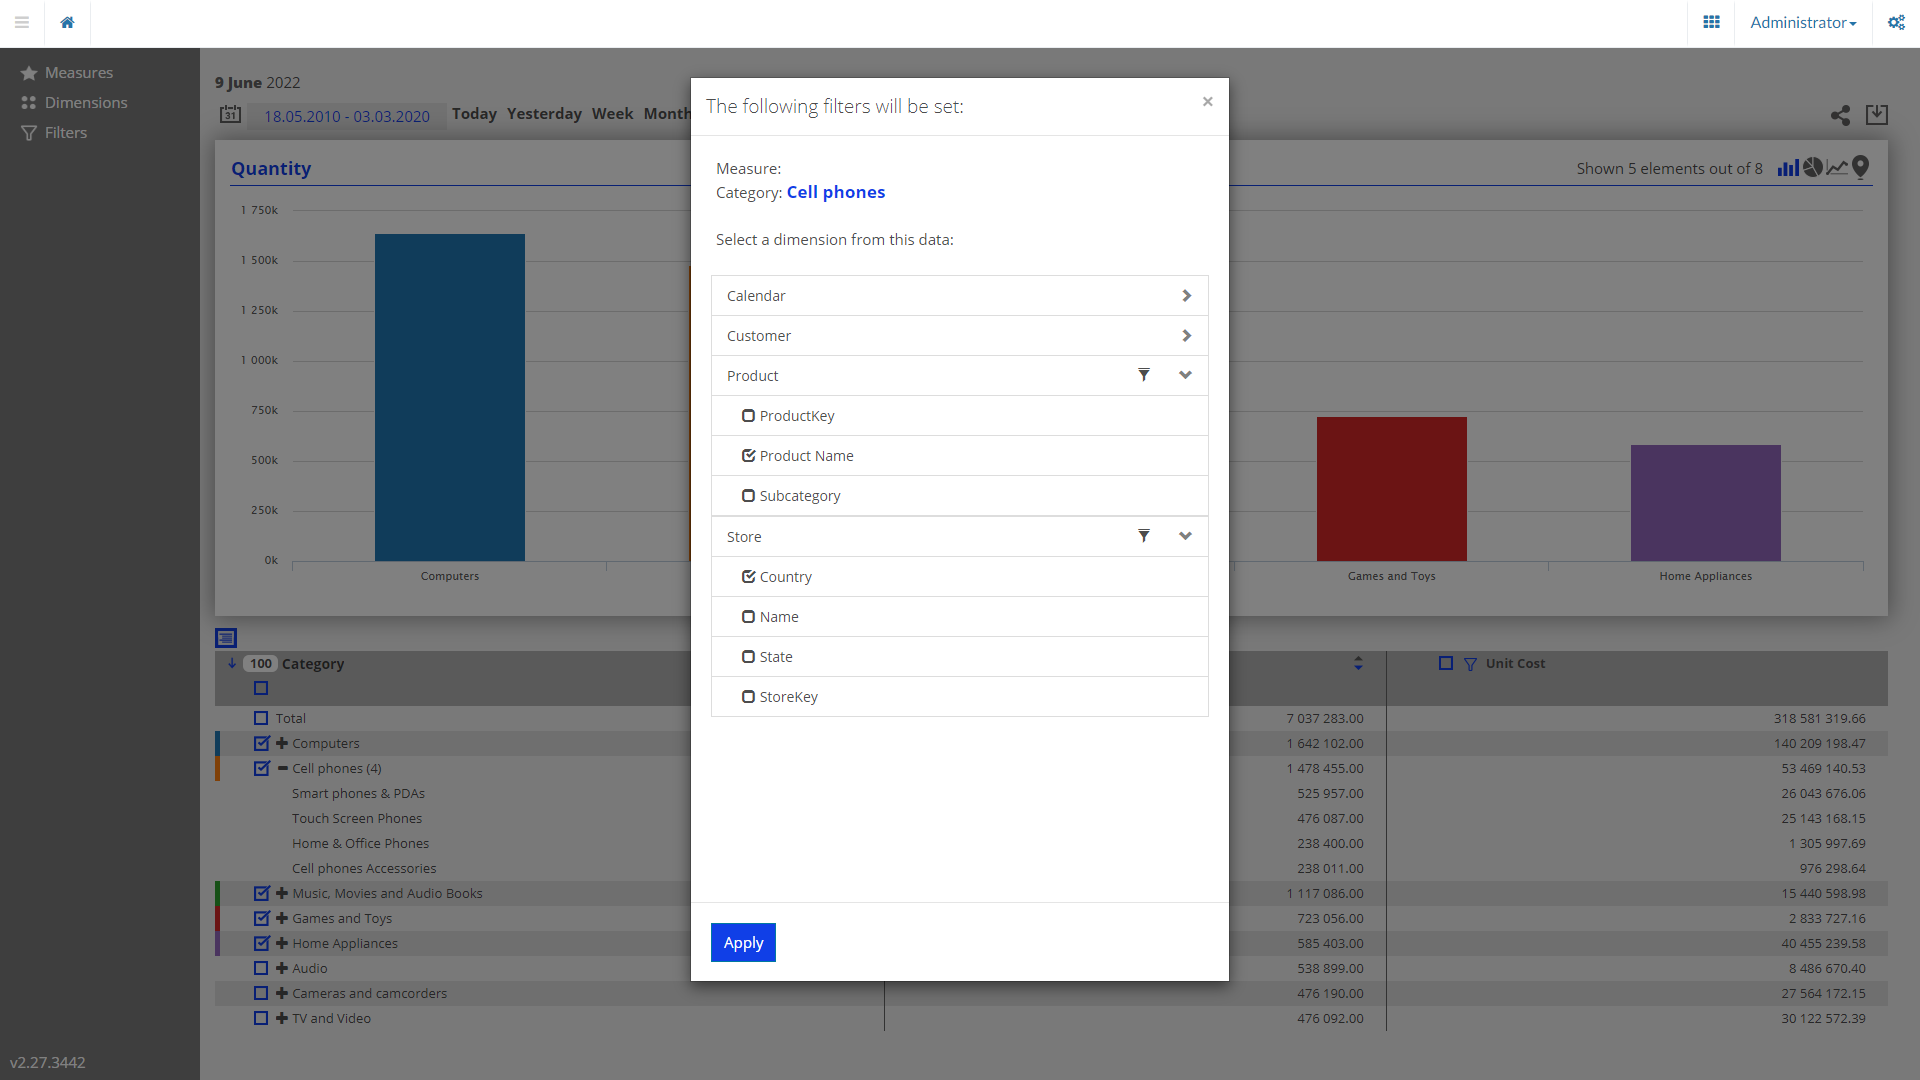 Administrator
Measures
Dimensions
Filters
v2.27.3442
9 June 2022
31
18.05.2010 - 03.03.2020 Today Yesterday Week Month
Quantity
Shown 5 elements out of 8
1 750k
1 500k
1 250k
1 000k
750k
500k
250k
0k
Computers
Games and Toys
Home Appliances
The following filters will be set:
×
Measure:
Category: Cell phones
Select a dimension from this data:
Calendar
Customer
Product
ProductKey
Product Name
Subcategory
Store
Country
Name
State
StoreKey
Apply
100 Category
Unit Cost
Total 7 037 283.00 318 581 319.66
Computers 1 642 102.00 140 209 198.47
Cell phones (4) 1 478 455.00 53 469 140.53
Smart phones & PDAs 525 957.00 26 043 676.06
Touch Screen Phones 476 087.00 25 143 168.15
Home & Office Phones 238 400.00 1 305 997.69
Cell phones Accessories 238 011.00 976 298.64
Music, Movies and Audio Books 1 117 086.00 15 440 598.98
Games and Toys 723 056.00 2 833 727.16
Home Appliances 585 403.00 40 455 239.58
Audio 538 899.00 8 486 670.40
Cameras and camcorders 476 190.00 27 564 172.15
TV and Video 476 092.00 30 122 572.39